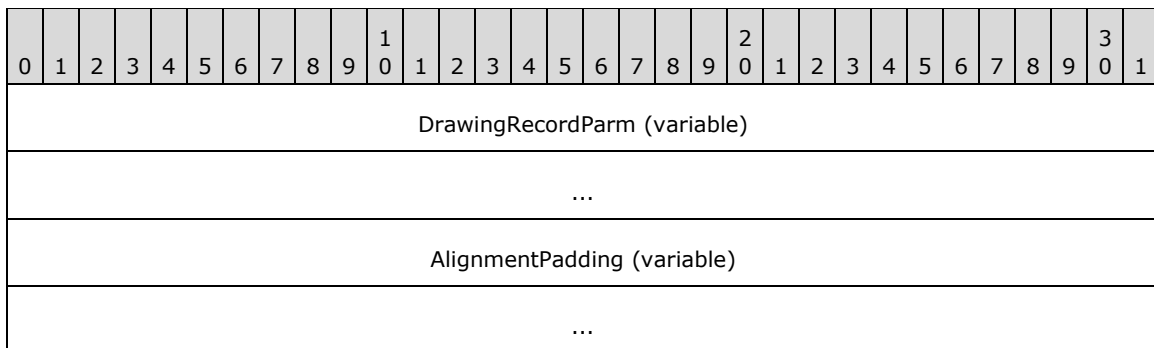 1 2 3
0 1 2 3 4 5 6 7 8 9 0 1 2 3 4 5 6 7 8 9 0 1 2 3 4 5 6 7 8 9 0 1
DrawingRecordParm (variable)
...
AlignmentPadding (variable)
...